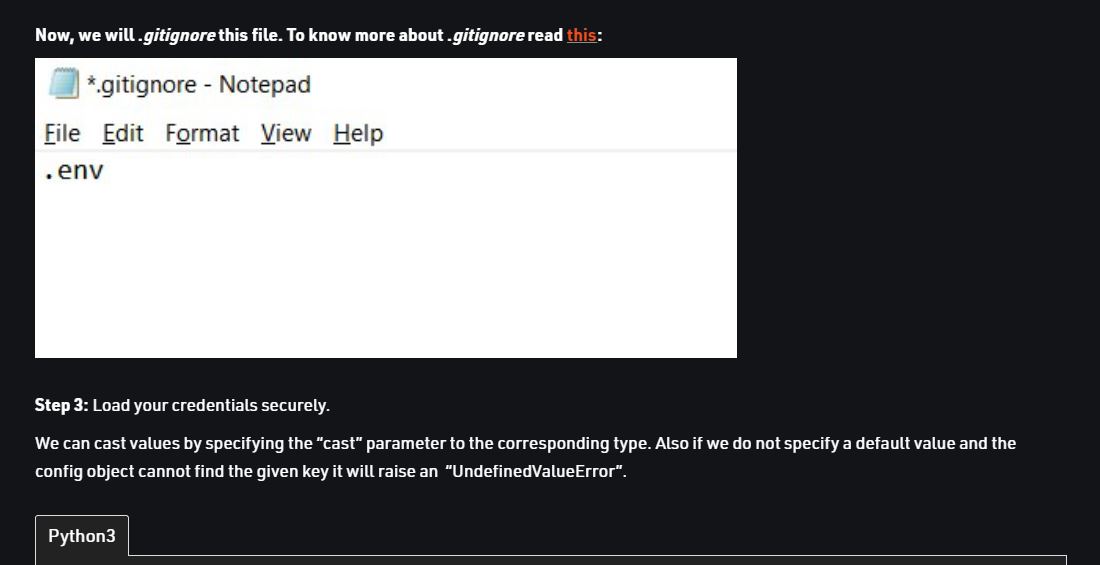 Now, we will .gitignore this file. To know more about .gitignore read this:
*.gitignore - Notepad
File Edit Format View Help
.env
Step 3: Load your credentials securely.
We can cast values by specifying the "cast" parameter to the corresponding type. Also if we do not specify a default value and the
config object cannot find the given key it will raise an "UndefinedValueError".
Python3